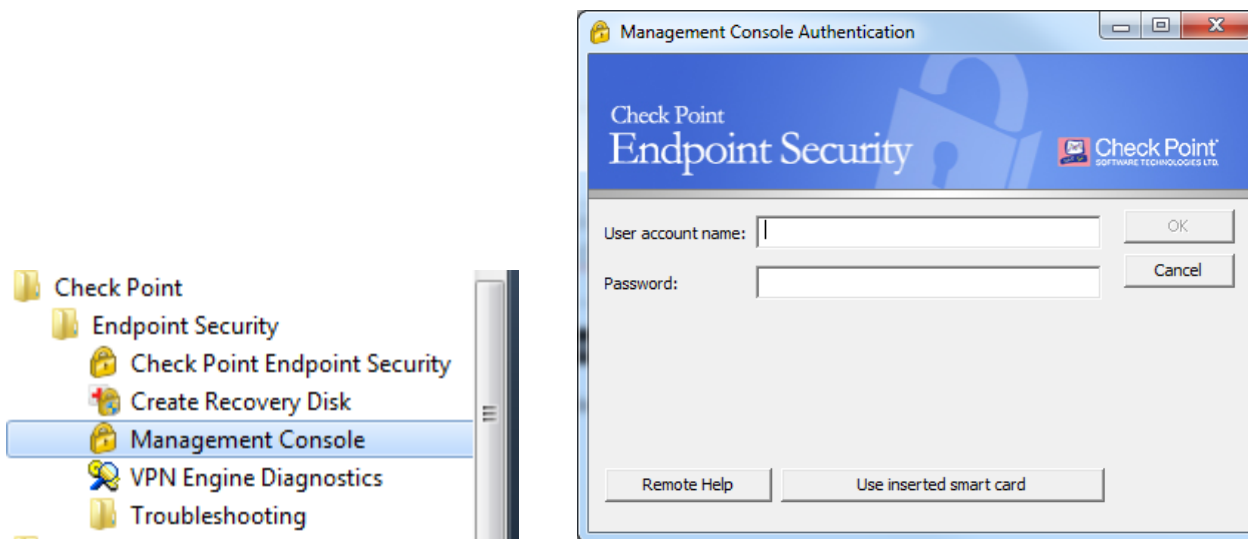 Check Point
Endpoint Security
Check Point Endpoint Security
Create Recovery Disk
Management Console
VPN Engine Diagnostics
Troubleshooting
Management Console Authentication
Check Point
Endpoint Security
Check Point
SOFTWARE TECHNOLOGIES LTD.
User account name:
OK
Password:
Cancel
Remote Help
Use inserted smart card